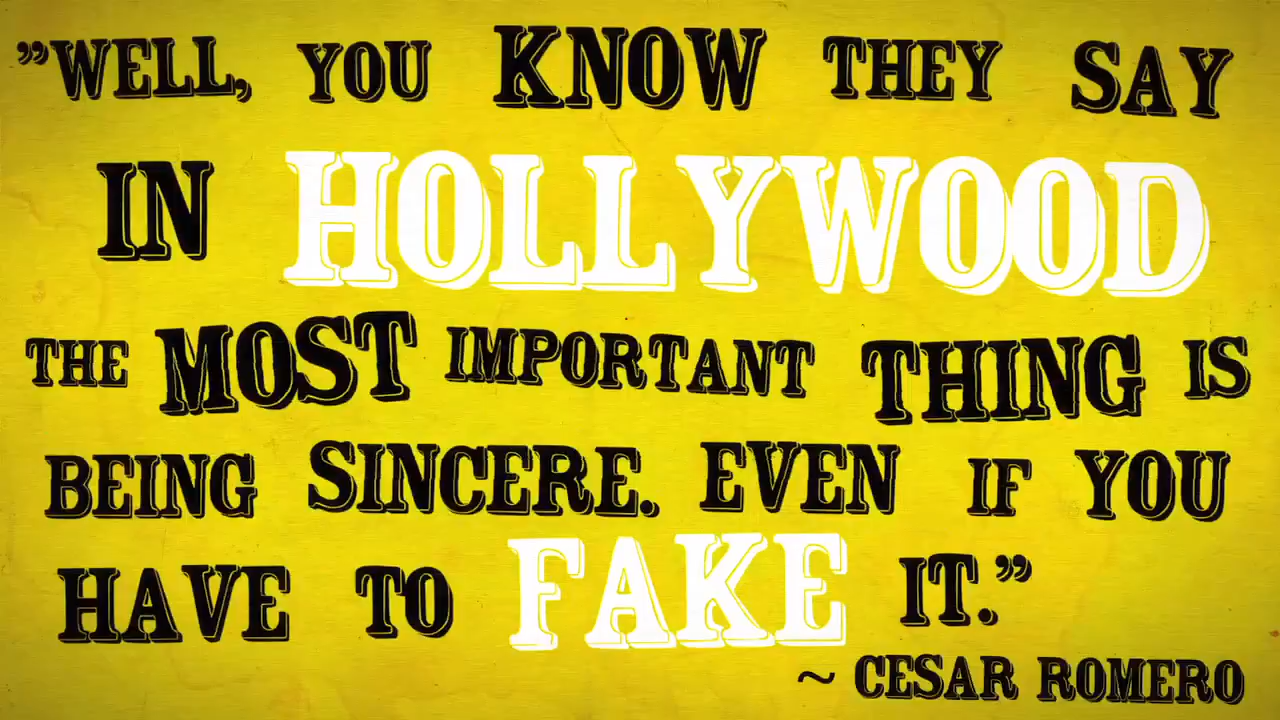 ”WELL, YOU KNOW THEY SAY
IN HOLLYWOOD
THE MOST IMPORTANT THING IS
BEING SINCERE. EVEN IF YOU
HAVE TO FAKE IT.”
~ CESAR ROMERO